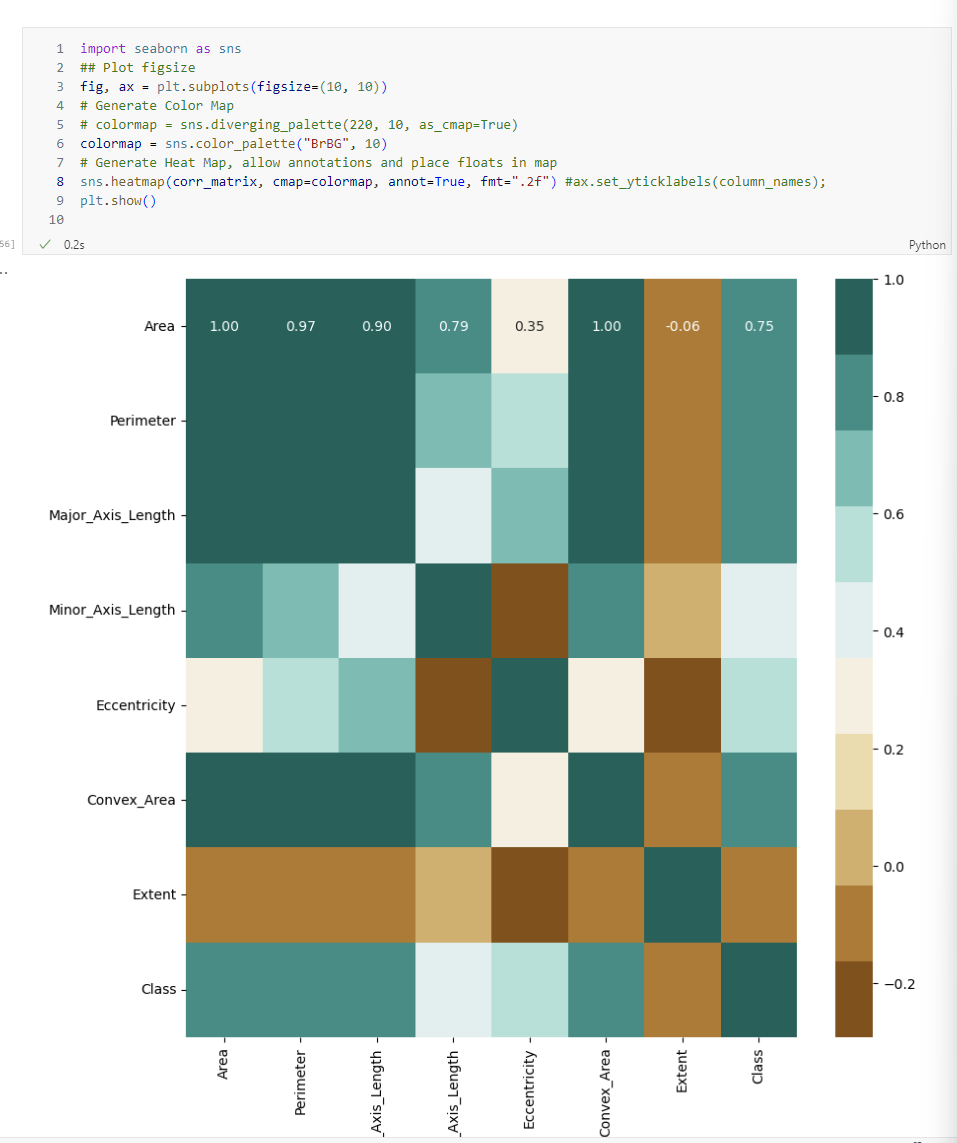 1 import seaborn as sns
2 ## Plot figsize
3 fig, ax = plt.subplots(figsize=(10, 10))
4 # Generate Color Map
5 # colormap = sns.diverging_palette(220, 10, as_cmap=True)
6 colormap = sns.color_palette("BrBG", 10)
7 # Generate Heat Map, allow annotations and place floats in map
8 sns.heatmap(corr_matrix, cmap=colormap, annot=True, fmt=".2f") #ax.set_yticklabels(column_names);
9 plt.show()
10
56] ✓ 0.2s Python
..
Area 1.00 0.97 0.90 0.79 0.35 1.00 -0.06 0.75
Perimeter
Major_Axis_Length
Minor_Axis_Length
Eccentricity
Convex_Area
Extent
Class
Area
Perimeter
_Axis_Length
_Axis_Length
Eccentricity
Convex_Area
Extent
Class
1.0
0.8
0.6
0.4
0.2
0.0
−0.2